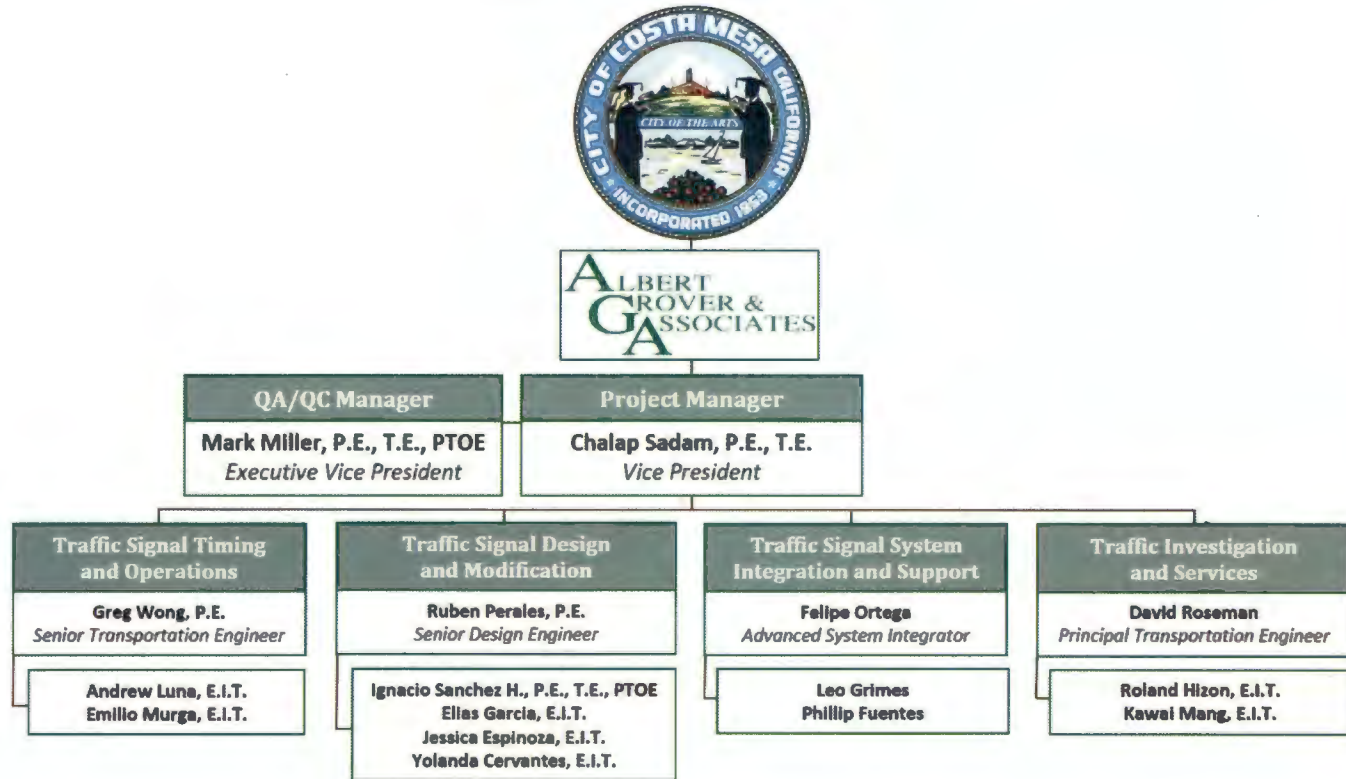 CITY OF COSTA MESA CALIFORNIA
CITY OF THE ARTS
INCORPORATED 1953
ALBERT
GROVER &
ASSOCIATES
QA/QC Manager
Mark Miller, P.E., T.E., PTOE
Executive Vice President
Project Manager
Chalap Sadam, P.E., T.E.
Vice President
Traffic Signal Timing
and Operations
Greg Wong, P.E.
Senior Transportation Engineer
Andrew Luna, E.I.T.
Emilio Murga, E.I.T.
Traffic Signal Design
and Modification
Ruben Perales, P.E.
Senior Design Engineer
Ignacio Sanchez H., P.E., T.E., PTOE
Elias Garcia, E.I.T.
Jessica Espinoza, E.I.T.
Yolanda Cervantes, E.I.T.
Traffic Signal System
Integration and Support
Felipe Ortega
Advanced System Integrator
Leo Grimes
Phillip Fuentes
Traffic Investigation
and Services
David Roseman
Principal Transportation Engineer
Roland Hizon, E.I.T.
Kawai Mang, E.I.T.